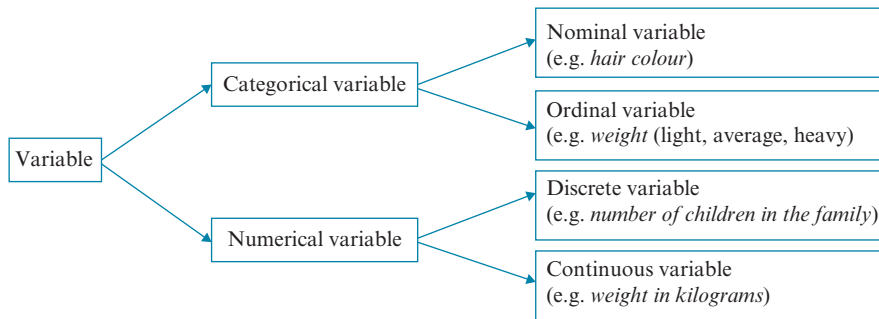 Variable
Categorical variable
Numerical variable
Nominal variable
(e.g. hair colour)
Ordinal variable
(e.g. weight (light, average, heavy)
Discrete variable
(e.g. number of children in the family)
Continuous variable
(e.g. weight in kilograms)